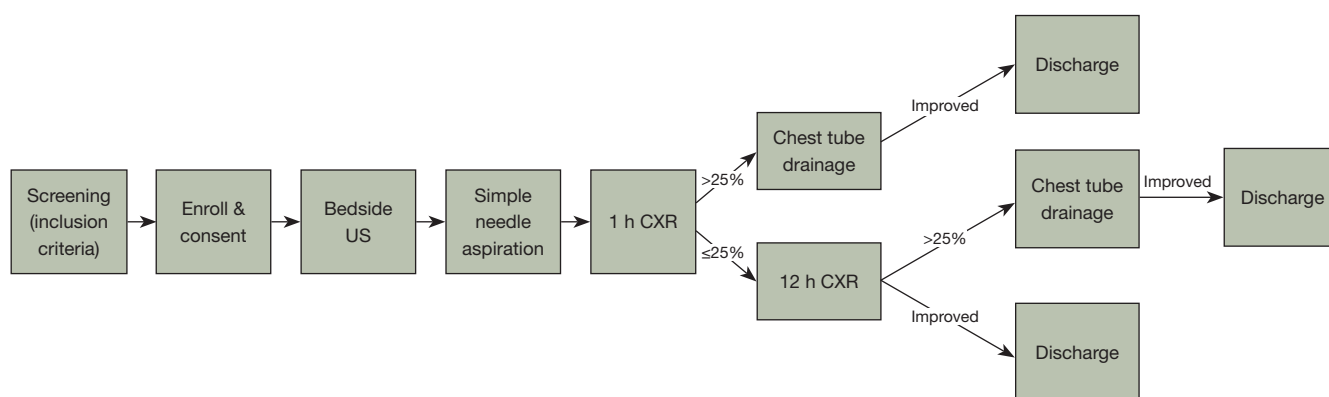 Screening
(inclusion
criteria)
Enroll &
consent
Bedside
US
Simple
needle
aspiration
1 h CXR
>25%
≤25%
Chest tube
drainage
12 h CXR
Improved
>25%
Improved
Discharge
Chest tube
drainage
Discharge
Improved
Discharge